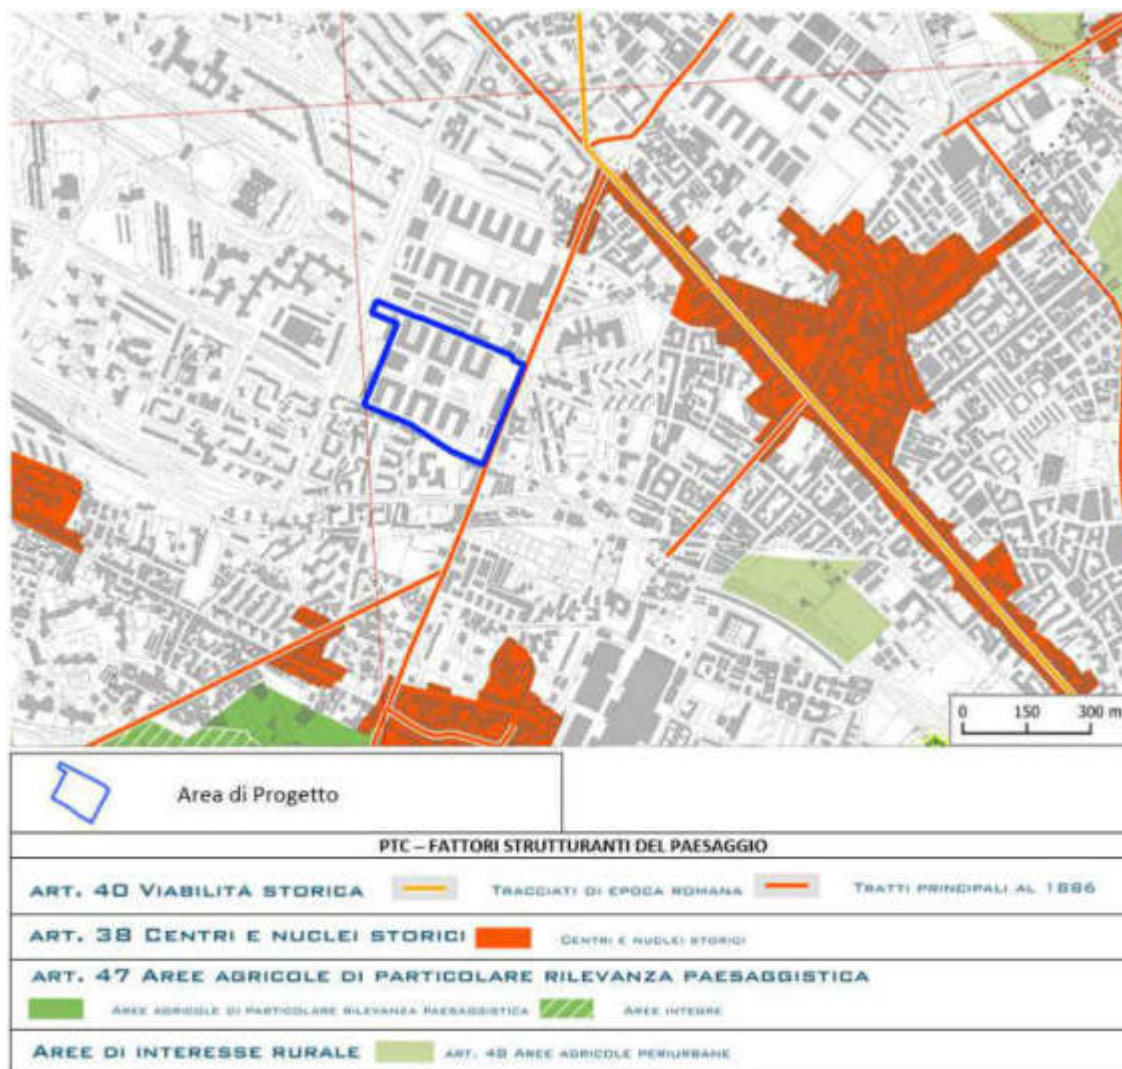 0 150 300 m
Area di Progetto
PTC – FATTORI STRUTTURANTI DEL PAESAGGIO
ART. 40 VIABILITÀ STORICA TRACCIATI DI EPOCA ROMANA TRATTI PRINCIPALI AL 1886
ART. 38 CENTRI E NUCLEI STORICI CENTRI E NUCLEI STORICI
ART. 47 AREE AGRICOLE DI PARTICOLARE RILEVANZA PAESAGGISTICA
AREE AGRICOLE DI PARTICOLARE RILEVANZA PAESAGGISTICA AREE INTEGRE
AREE DI INTERESSE RURALE ART. 48 AREE AGRICOLE PERIURBANE